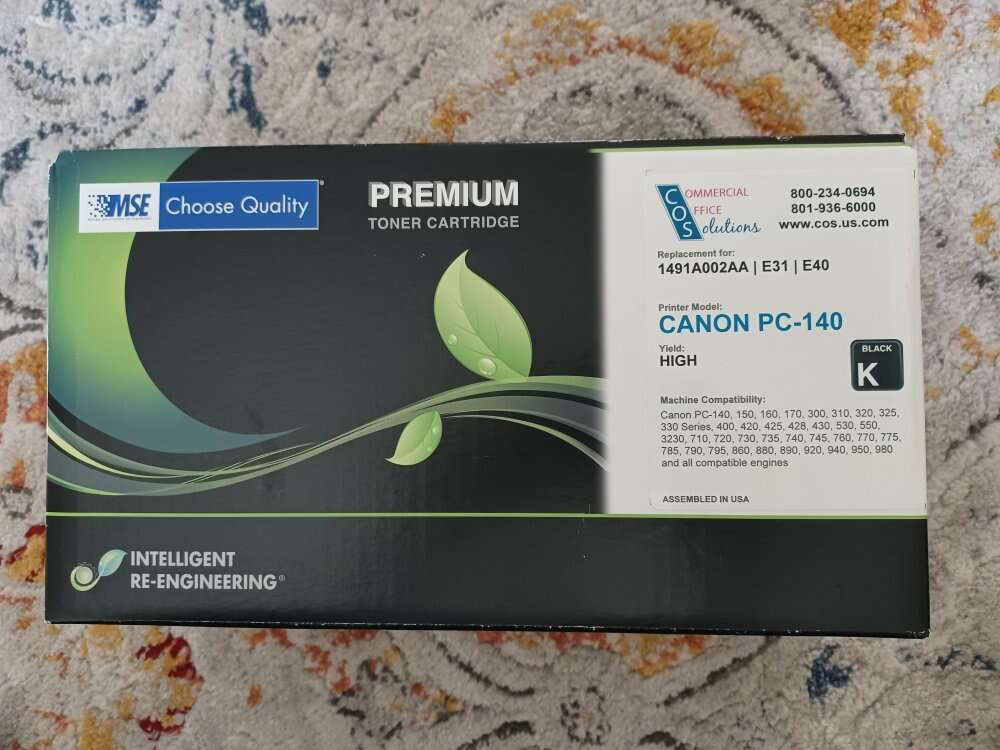 MSE
Choose Quality
PREMIUM
TONER CARTRIDGE
COMMERCIAL
OFFICE
Solutions
800-234-0694
801-936-6000
www.cos.us.com
Replacement for:
1491A002AA | E31 | E40
Printer Model:
CANON PC-140
Yield:
HIGH
BLACK
K
Machine Compatibility:
Canon PC-140, 150, 160, 170, 300, 310, 320, 325,
330 Series, 400, 420, 425, 428, 430, 530, 550,
3230, 710, 720, 730, 735, 740, 745, 760, 770, 775,
785, 790, 795, 860, 880, 890, 920, 940, 950, 980
and all compatible engines
ASSEMBLED IN USA
INTELLIGENT
RE-ENGINEERING®